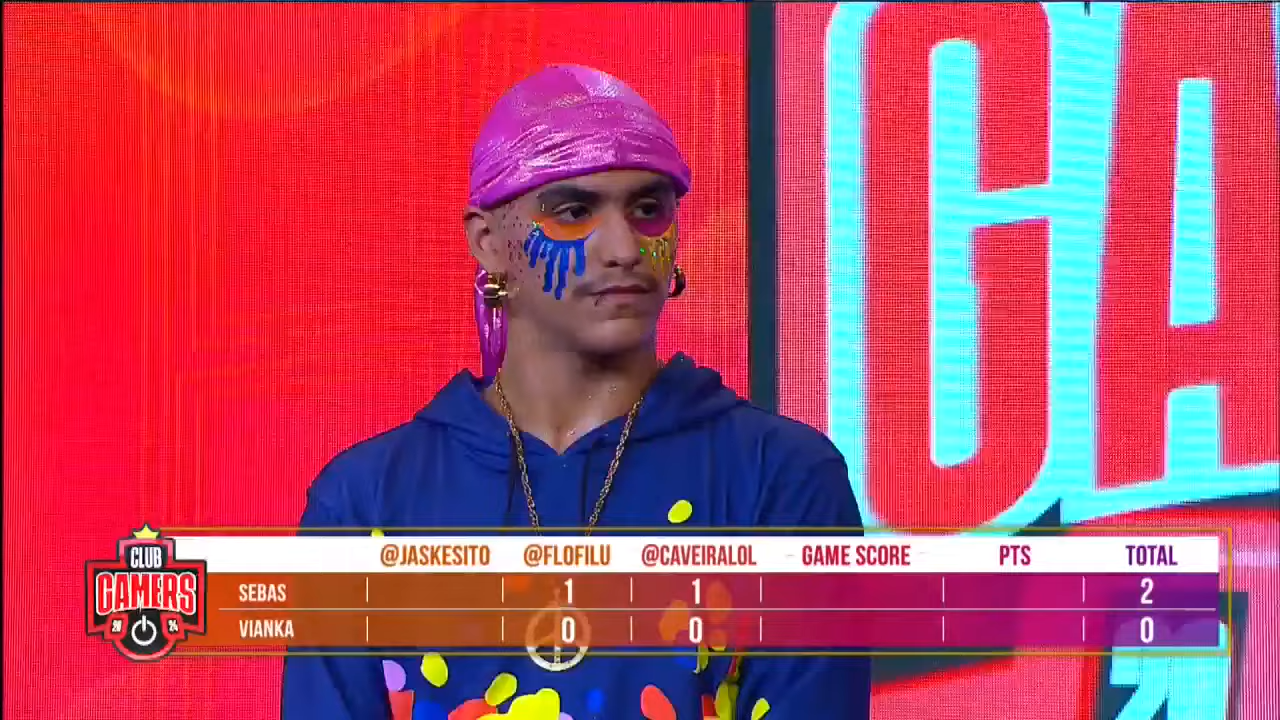 GA
CLUB
GAMERS
20 24
@JASKESITO @FLOFILU @CAVEIRALOL GAME SCORE PTS TOTAL
SEBAS 1 1 2
VIANKA 0 0 0